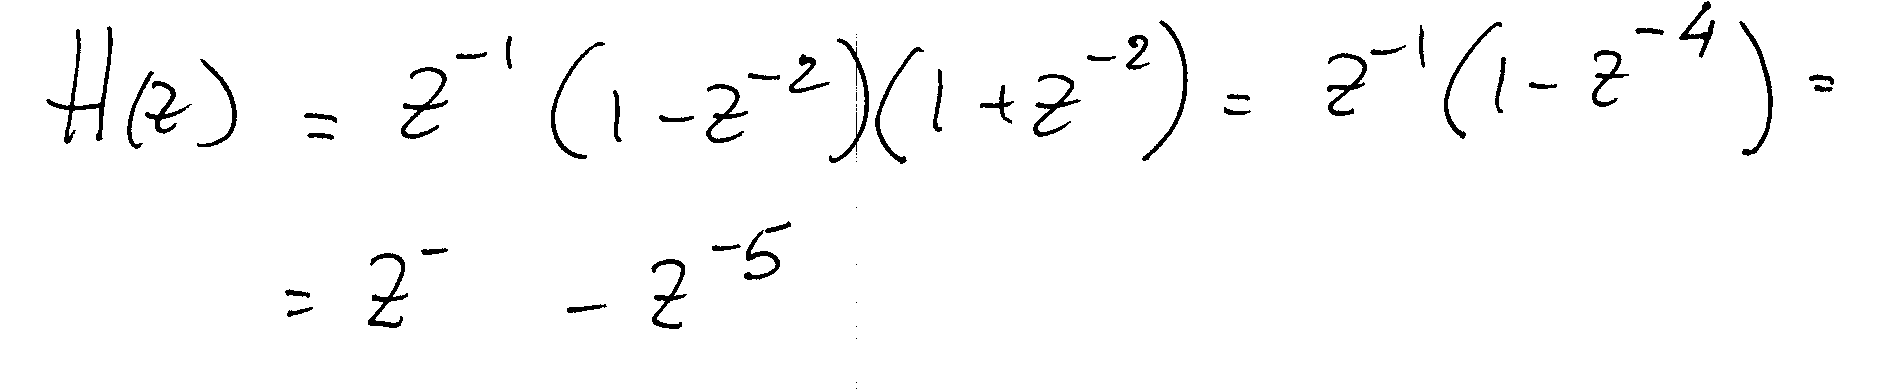 H(z) = z^{-1} (1 - z^{-2})(1 + z^{-2}) = z^{-1} (1 - z^{-4}) =
= z^{-} - z^{-5}